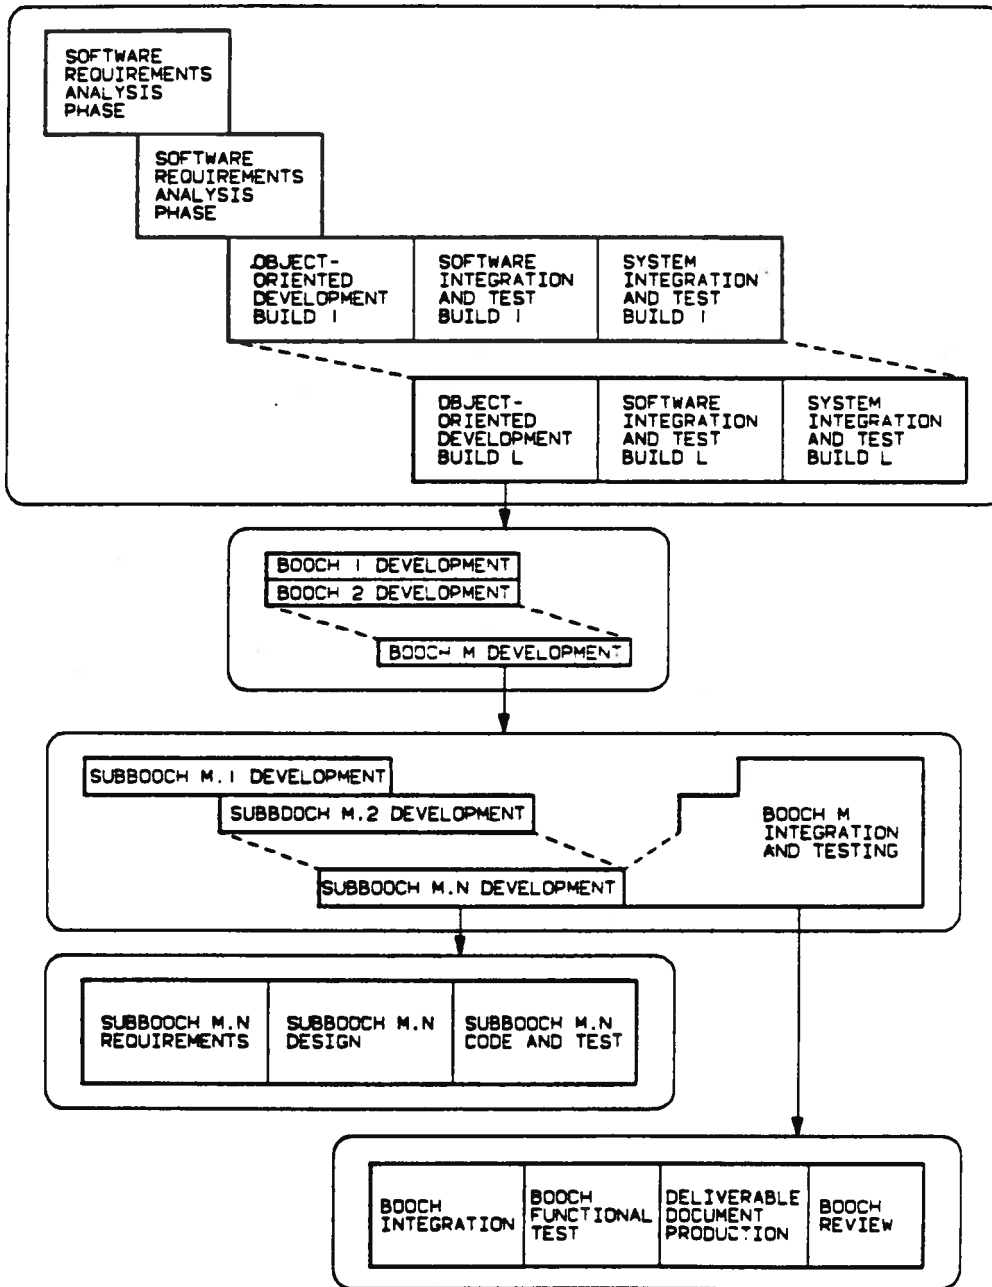 SOFTWARE
REQUIREMENTS
ANALYSIS
PHASE
SOFTWARE
REQUIREMENTS
ANALYSIS
PHASE
OBJECT-
ORIENTED
DEVELOPMENT
BUILD 1
SOFTWARE
INTEGRATION
AND TEST
BUILD 1
SYSTEM
INTEGRATION
AND TEST
BUILD 1
OBJECT-
ORIENTED
DEVELOPMENT
BUILD L
SOFTWARE
INTEGRATION
AND TEST
BUILD L
SYSTEM
INTEGRATION
AND TEST
BUILD L
BOOCH 1 DEVELOPMENT
BOOCH 2 DEVELOPMENT
BOOCH M DEVELOPMENT
SUBBOOCH M.1 DEVELOPMENT
SUBBOOCH M.2 DEVELOPMENT
SUBBOOCH M.N DEVELOPMENT
BOOCH M
INTEGRATION
AND TESTING
SUBBOOCH M.N
REQUIREMENTS
SUBBOOCH M.N
DESIGN
SUBBOOCH M.N
CODE AND TEST
BOOCH
INTEGRATION
BOOCH
FUNCTIONAL
TEST
DELIVERABLE
DOCUMENT
PRODUCTION
BOOCH
REVIEW